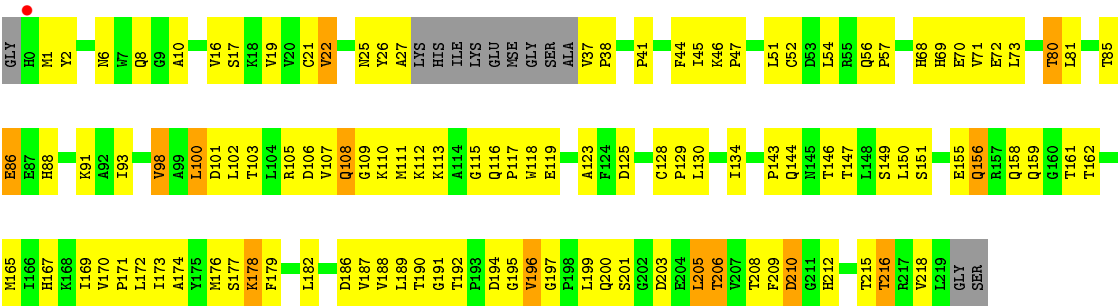 GLY H0 M1 Y2 N6 W7 Q8 G9 A10 V16 S17 K18 V19 V20 C21 V22 N25 Y26 A27 LYS HIS ILE LYS GLU MSE GLY SER ALA V37 P38 P41 F44 I45 K46 P47 L51 C52 D53 L54 R55 Q56 P57 H68 H69 E70 V71 E72 L73 T80 L81 T85
E86 E87 H88 K91 A92 I93 V98 A99 L100 D101 L102 T103 L104 R105 D106 V107 Q108 G109 K110 M111 K112 K113 A114 G115 Q116 P117 W118 E119 A123 F124 D125 C128 P129 L130 I134 P143 Q144 N145 T146 T147 L148 S149 L150 S151 E155 Q156 R157 Q158 Q159 G160 T161 T162
M165 I166 H167 K168 I169 V170 P171 L172 I173 A174 Y175 M176 S177 K178 F179 L182 D186 V187 V188 L189 T190 G191 T192 P193 D194 G195 V196 G197 P198 L199 Q200 S201 G202 D203 E204 L205 T206 V207 T208 F209 D210 G211 H212 T215 T216 R217 V218 L219 GLY SER